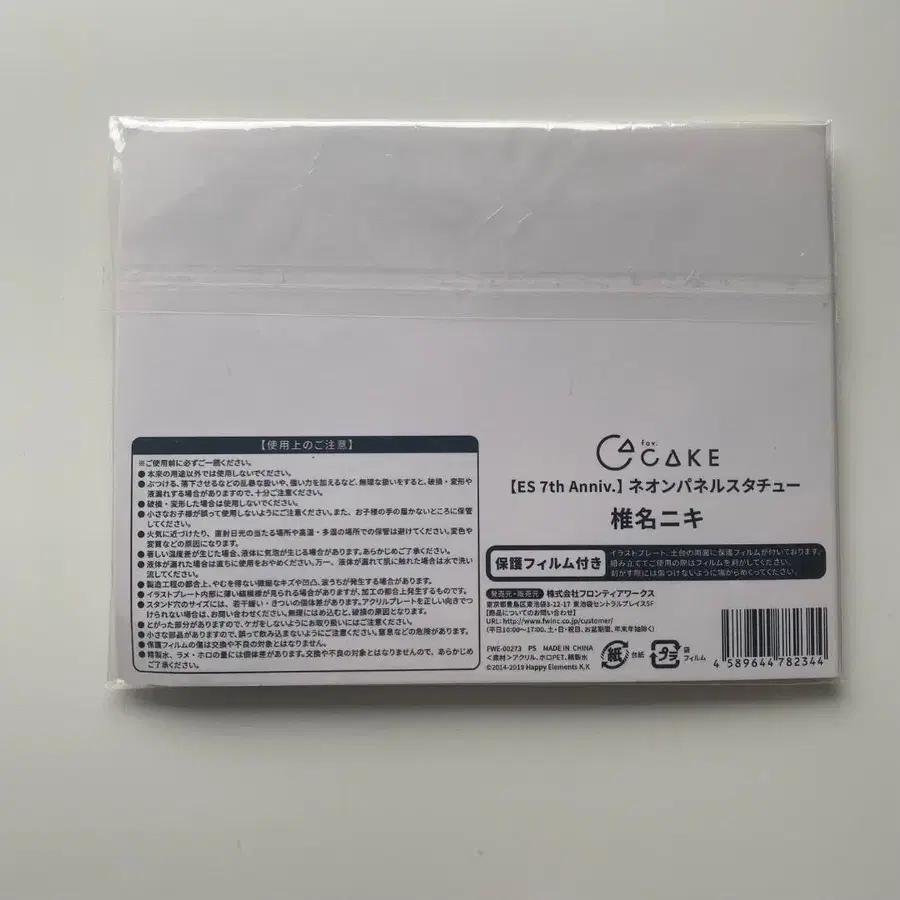 【使用上のご注意】
※ご使用前に必ずご一読ください。
●本来の用途以外では使用しないでください。
●ぶつける、落下させるなどの乱暴な扱いや、強い力を加えるなど、無理な扱いをすると、破損・変形や
液漏れする場合がありますので、十分ご注意ください。
●破損・変形した場合は使用しないでください。
●小さなお子様が誤って使用しないようにご注意ください。また、お子様の手の届かないところに保管
してください。
●火気に近づけたり、直射日光の当たる場所や高温・多湿の場所での保管は避けてください。変色や
変質などの原因になります。
●著しい温度差が生じた場合、液体に気泡が生じる場合があります。あらかじめご了承ください。
●液体が漏れた場合は直ちに使用をおやめください。万一、液体が漏れて肌に触れた場合は水で洗い
流してください。
●製造工程の都合上、やむを得ない微細なキズや凹凸、波うちが発生する場合があります。
●イラストプレート内部に薄い縞模様が見られる場合がありますが、加工の都合上発生するものです。
●スタンド穴のサイズには、若干緩い・きついの個体差があります。アクリルプレートを正しい向きでつ
けられない場合は、お問い合わせください。無理にはめ込むと、破損の原因となります。
●とがった部分がありますので、ケガをしないようにお取り扱いにはご注意ください。
●小さな部品がありますので、誤って飲み込まないようにご注意ください。窒息などの危険があります。
●保護フィルムの傷は交換や不良の対象とはなりません。
●精製水、ラメ・ホロの量には個体差があります。交換や不良の対象とはなりませんので、あらかじめ
ご了承ください。
fav.
CAKE
【ES 7th Anniv.】ネオンパネルスタチュー
椎名ニキ
保護フィルム付き
イラストプレート、土台の両面に保護フィルムが付いております。
組み立ててご使用の際はフィルムを剥がしてください。
剥がす際には傷つけないように端からめくってください。
発売元・販売元 株式会社フロンティアワークス
東京都豊島区東池袋3-22-17 東池袋セントラルプレイス5F
【商品についてのお問い合わせ】
URL: http://www.fwinc.co.jp/customer/
(平日10:00～17:00、土・日・祝日、お盆期間、年末年始除く)
FWE-00273 PS MADE IN CHINA
<素材>アクリル、ホロPET、精製水
©2014-2019 Happy Elements K.K
紙 台紙
プラ 袋
フィルム
4 589644 782344